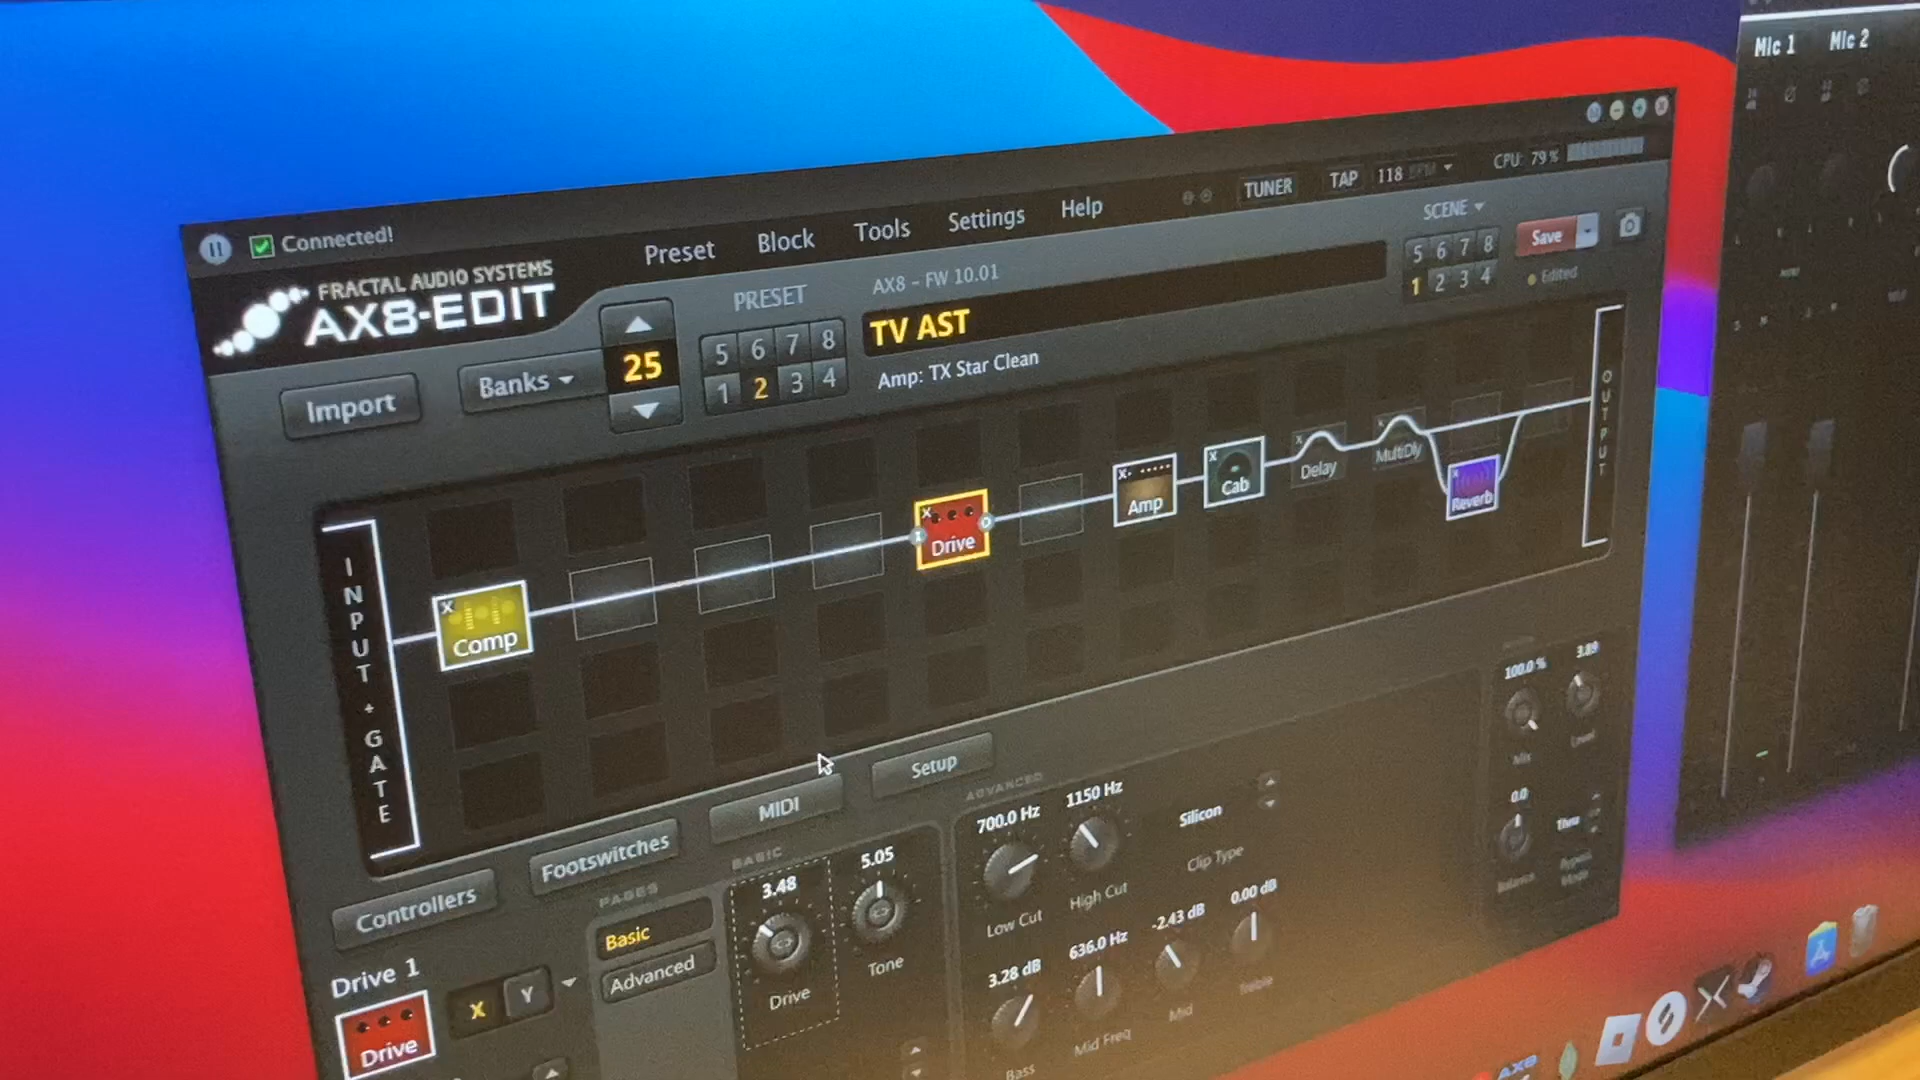 Mic 1 Mic 2
Connected!
FRACTAL AUDIO SYSTEMS
AX8-EDIT
Preset Block Tools Settings Help
TUNER TAP 118 BPM CPU: 79 %
SCENE
5 6 7 8
1 2 3 4
Save
Edited
Import
Banks
25
PRESET
5 6 7 8
1 2 3 4
AX8 - FW 10.01
TV AST
Amp: TX Star Clean
INPUT + GATE
X Comp
X Drive
X Amp
X Cab
X Delay
MultiDly
X Reverb
OUTPUT
Controllers
Footswitches
MIDI
Setup
Drive 1
Drive
X Y
PAGES
Basic
Advanced
BASIC
3.48
Drive
5.05
Tone
ADVANCED
700.0 Hz
Low Cut
1150 Hz
High Cut
Silicon
Clip Type
3.28 dB
Bass
636.0 Hz
Mid Freq
-2.43 dB
Mid
0.00 dB
Treble
100.0 %
Mix
3.89
Level
0.0
Balance
Thru
Bypass
Mode
AX8